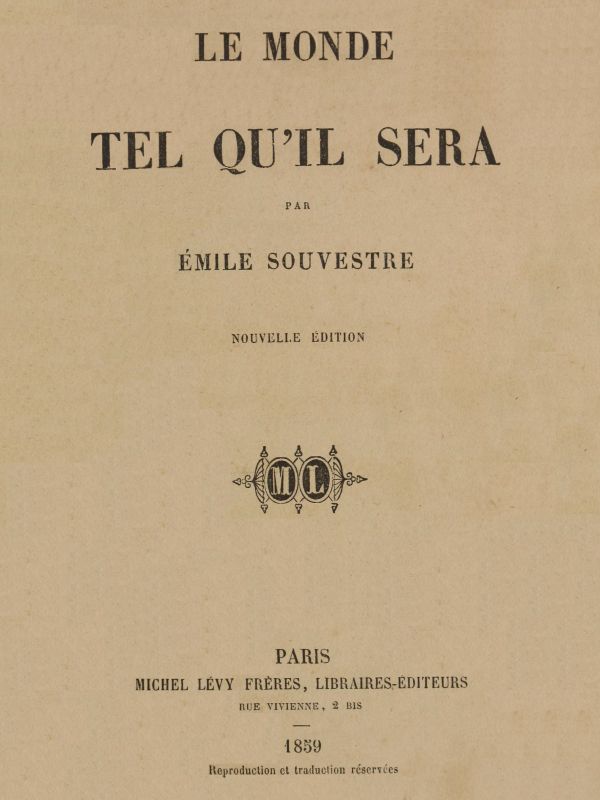 LE MONDE
TEL QU'IL SERA
PAR
ÉMILE SOUVESTRE
NOUVELLE ÉDITION
M L
PARIS
MICHEL LÉVY FRÈRES, LIBRAIRES-ÉDITEURS
RUE VIVIENNE, 2 BIS
1859
Reproduction et traduction réservées